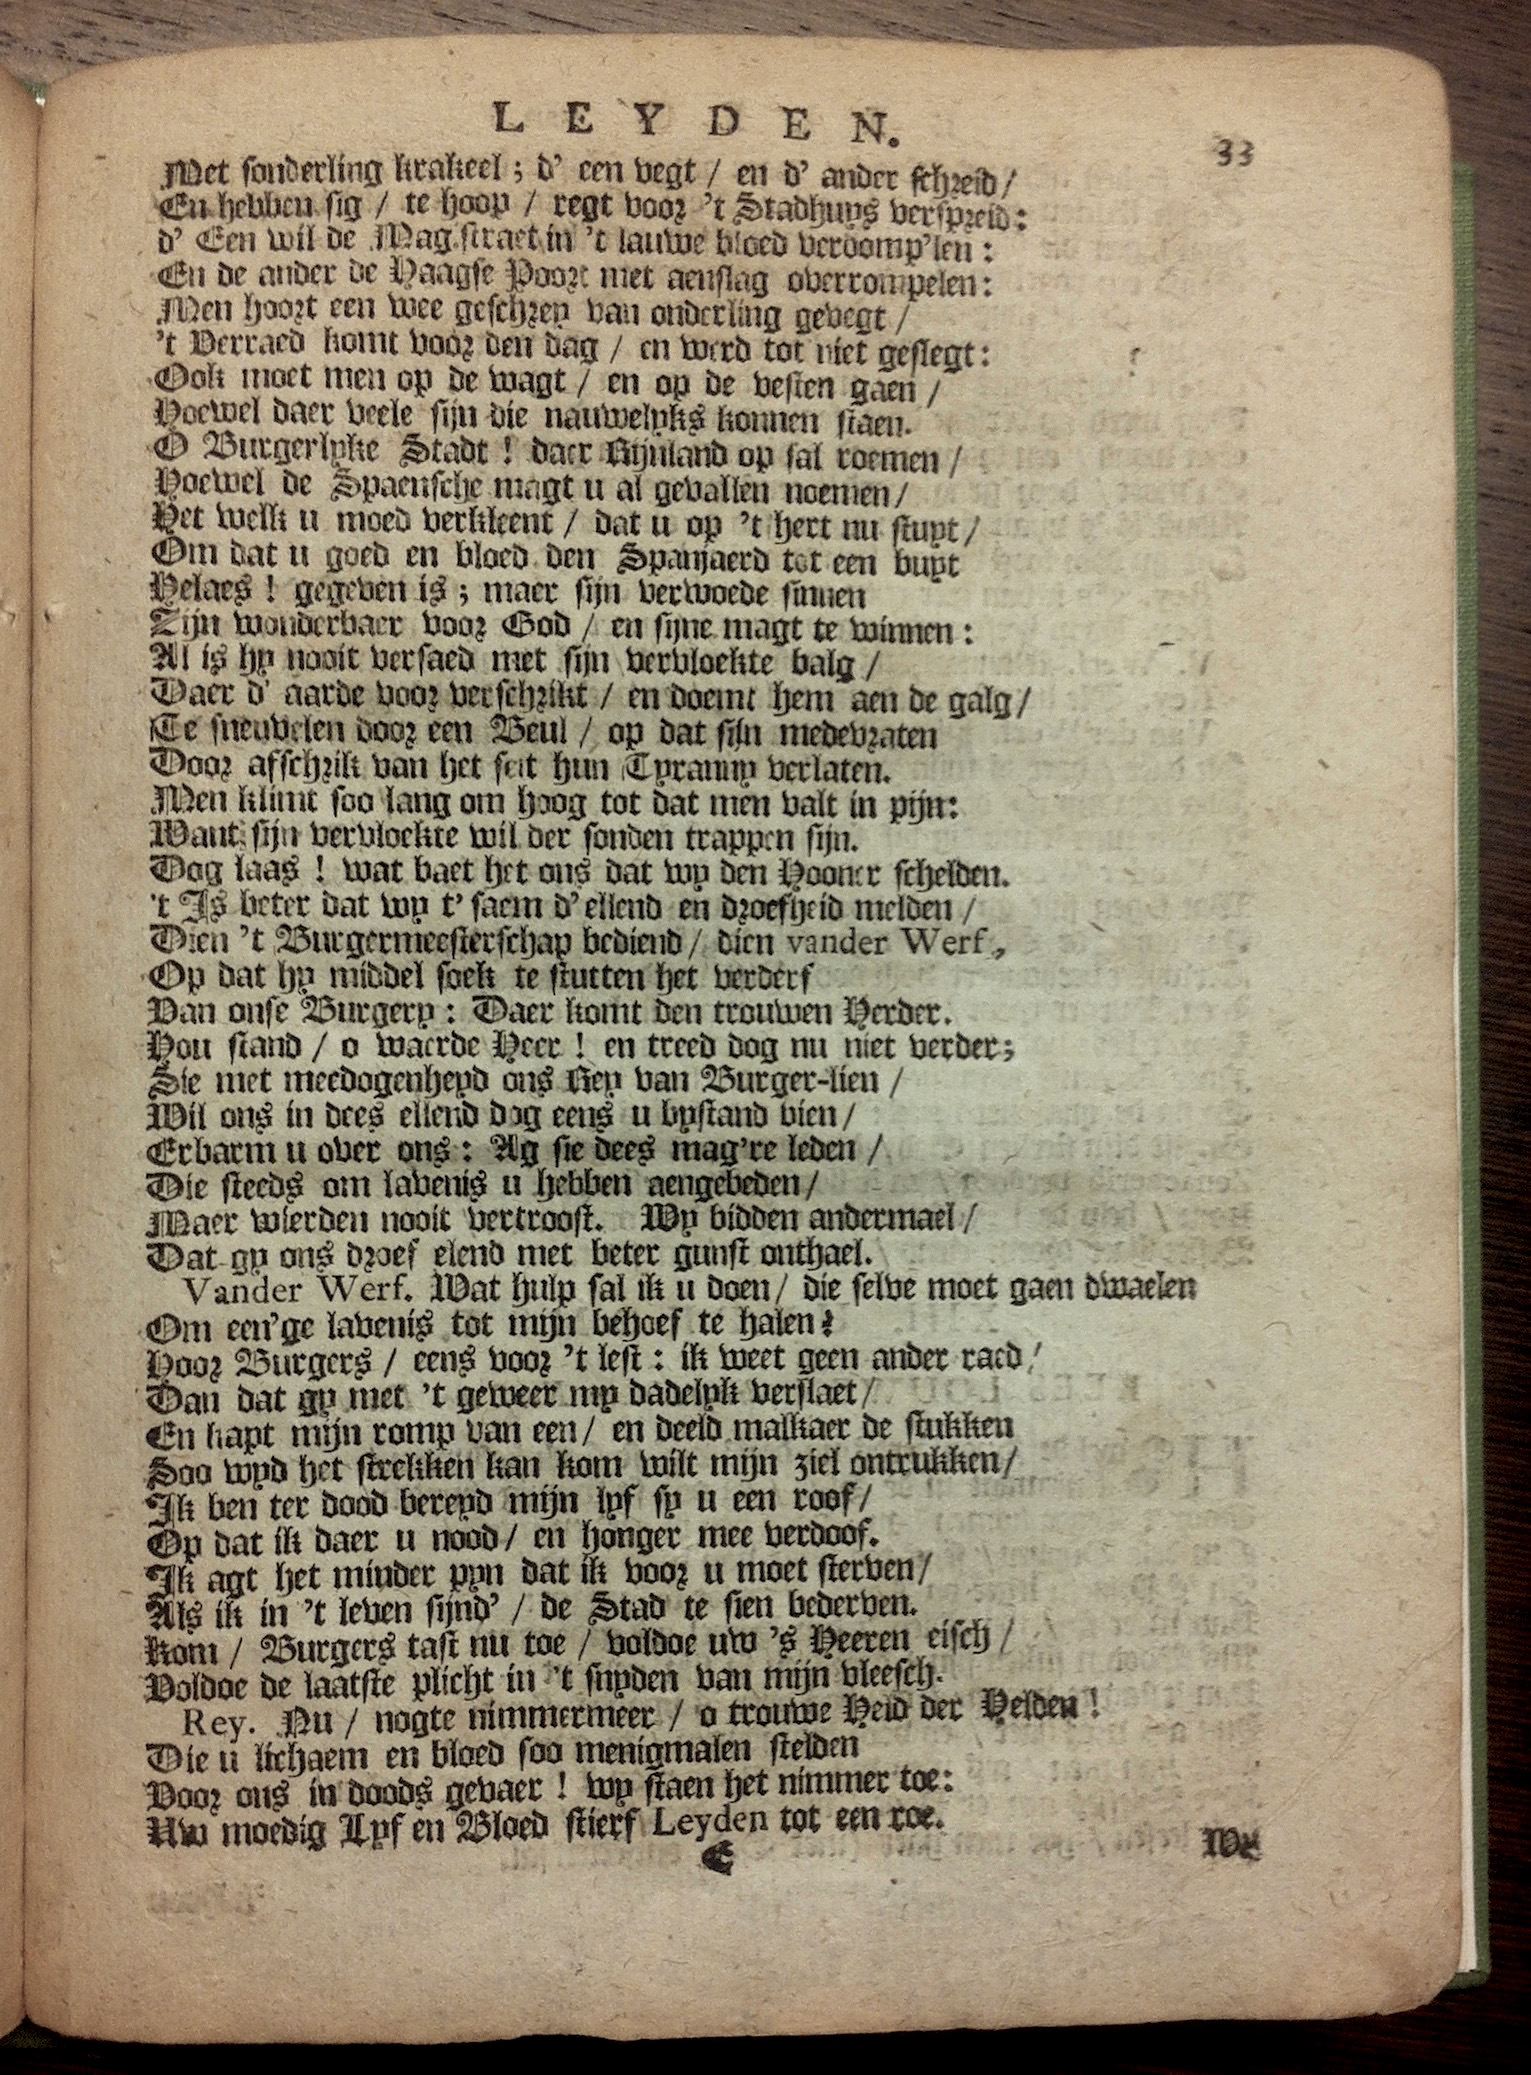 LEYDEN.
33
Met sonderling krakeel; d' een vegt / en d' ander schreid /
En hebben sig / te hoop / regt voor 't Stadhuys verspreid:
d' Een wil de Magistraet in 't lauwe bloed verdomp'len:
En de ander de Haagse Poort met aenslag overrompelen:
Men hoort een wee geschrey van onderling gevegt /
't Verraed komt voor den dag / en werd tot niet geslegt:
Ook moet men op de wagt / en op de vesten gaen /
Hoewel daer veele sijn die nauwelyks konnen staen.
O Burgerlyke Stadt! daer Rijnland op sal roemen /
Hoewel de Spaensche magt u al gevallen noemen /
Het welk u moed verkleent / dat u op 't hert nu stuyt /
Om dat u goed en bloed den Spanjaerd tot een buyt
Helaes! gegeven is; maer sijn verwoede sinnen
Zijn wonderbaer voor God / en sijne magt te winnen:
Al is hy nooit versaed met sijn vervloekte balg /
Daer d' aarde voor verschrikt / en doemt hem aen de galg /
Te sneuvelen door een Beul / op dat sijn medevraten
Door afschrik van het feit hun Tyranny verlaten.
Men klimt soo lang om hoog tot dat men valt in pijn:
Want sijn vervloekte wil der sonden trappen sijn.
Dog laas! wat baet het ons dat wy den Hooner schelden.
't Is beter dat wy t' saem d' ellend en droefheid melden /
Dien 't Burgermeesterschap bediend / dien vander Werf,
Op dat hy middel soek te stutten het verderf
Van onse Burgery: Daer komt den trouwen Herder.
Hou stand / o waerde Heer! en treed dog nu niet verder;
Sie met meedogenheyd ons Rey van Burger-lien /
Wil ons in dees ellend dog eens u bystand bien /
Erbarm u over ons: Ag sie dees mag're leden /
Die steeds om lavenis u hebben aengebeden /
Maer wierden nooit vertroost. Wy bidden andermael /
Dat gy ons droef elend met beter gunst onthael.
Vander Werf. Wat hulp sal ik u doen / die selve moet gaen dwaelen
Om een'ge lavenis tot mijn behoef te halen?
Hoor Burgers / eens voor 't lest: ik weet geen ander raed /
Dan dat gy met 't geweer my dadelyk verslaet /
En kapt mijn romp van een / en deeld malkaer de stukken
Soo wyd het strekken kan kom wilt mijn ziel ontrukken /
Ik ben ter dood bereyd mijn lyf sy u een roof /
Op dat ik daer u nood / en honger mee verdoof.
Ik agt het minder pyn dat ik voor u moet sterven /
Als ik in 't leven sijnd' / de Stad te sien bederven.
Kom / Burgers tast nu toe / voldoe uw 's Heeren eisch /
Voldoe de laatste plicht in 't snyden van mijn vleesch.
Rey. Nu / nogte nimmermeer / o trouwe Held der Helden!
Die u lichaem en bloed soo menigmalen stelden
Voor ons in doods gevaer! wy staen het nimmer toe:
Uw moedig Lyf en Bloed stierf Leyden tot een roe.
C
Wy